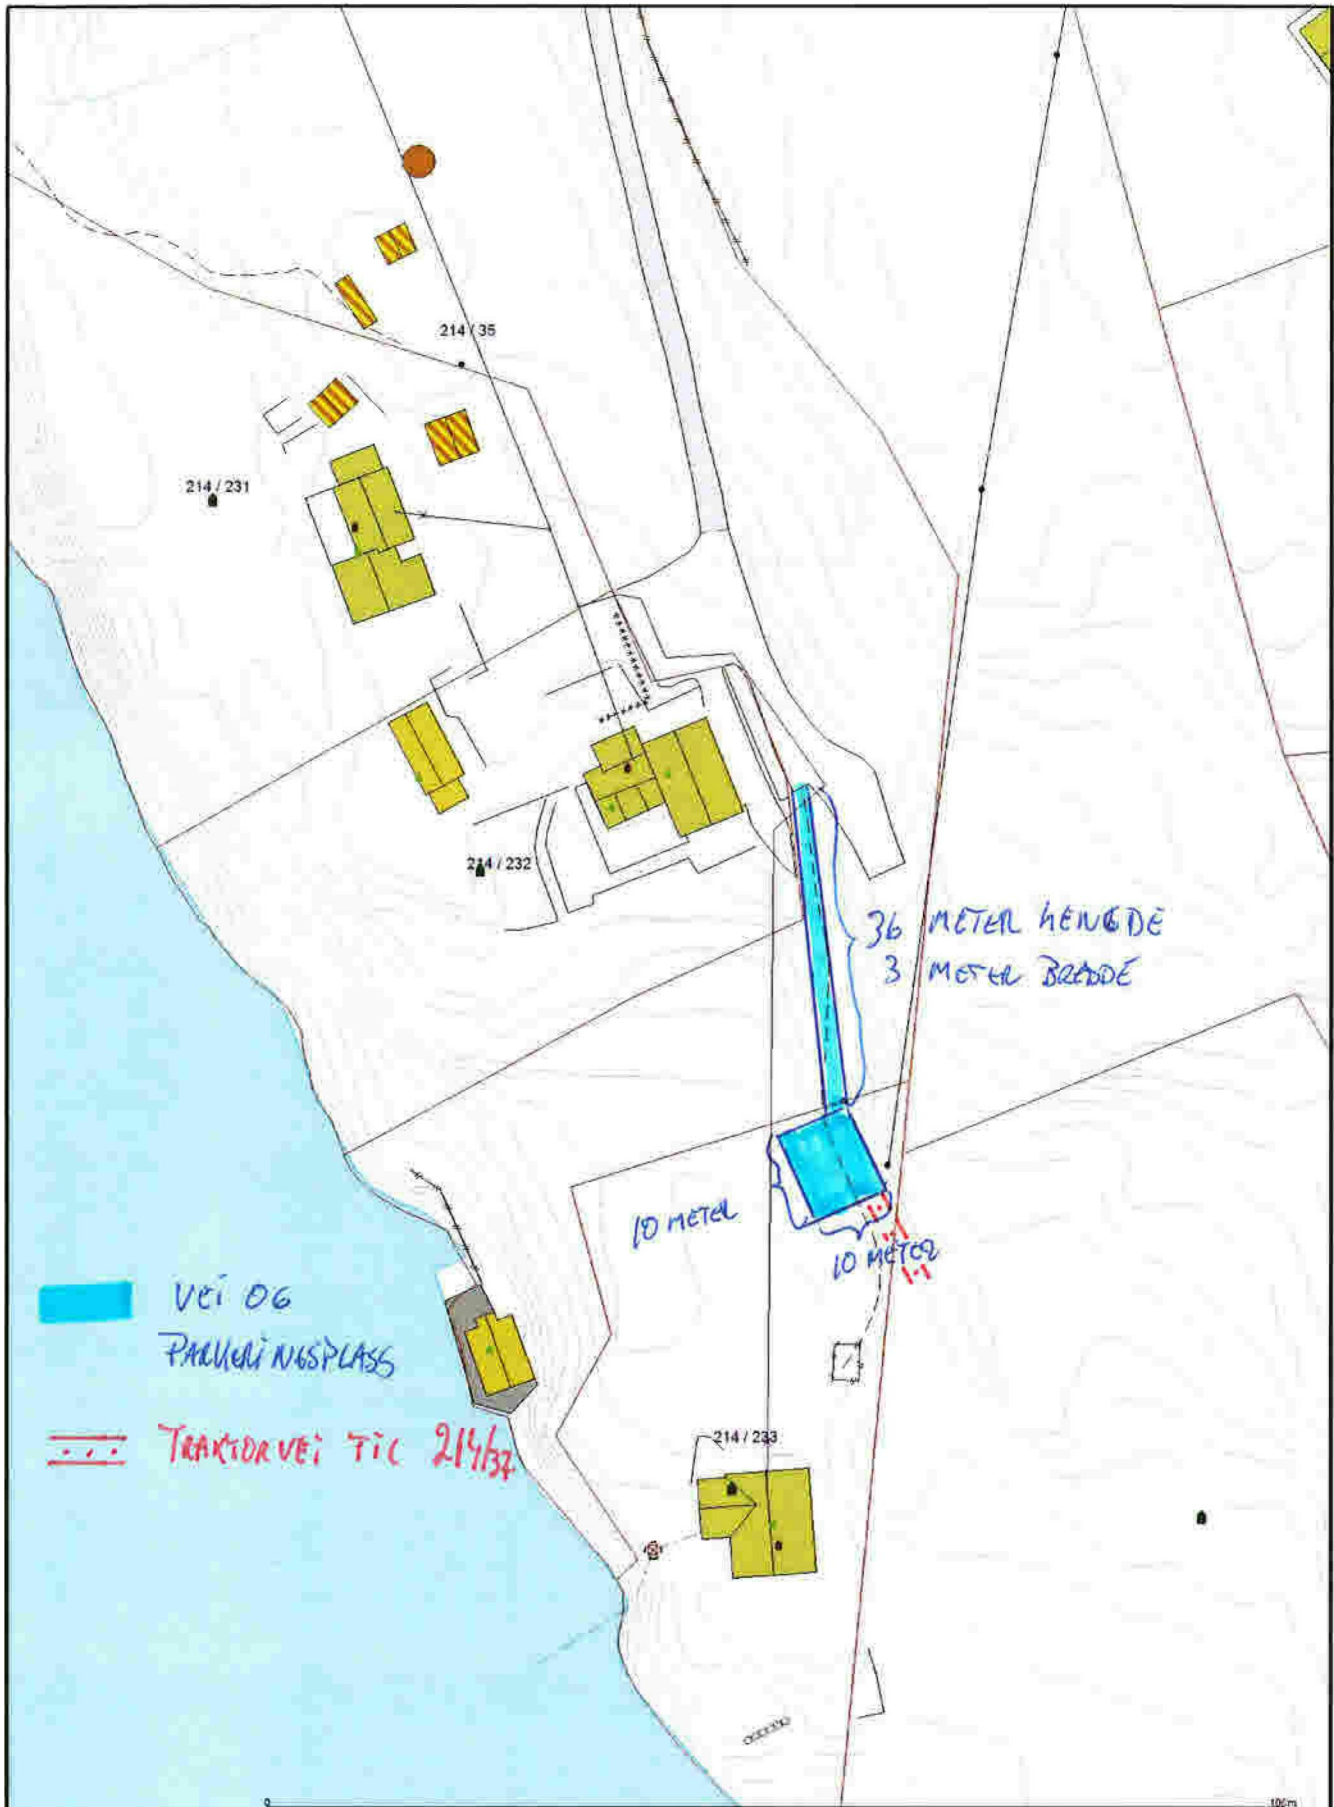 214 / 35
214 / 231
214 / 232
36 METER LENGDE
3 METER BREDDE
10 METER
10 METER
VEI OG
PARKERINGSPLASS
TRAKTORVEI TIL 214/37
214 / 233
0
100m